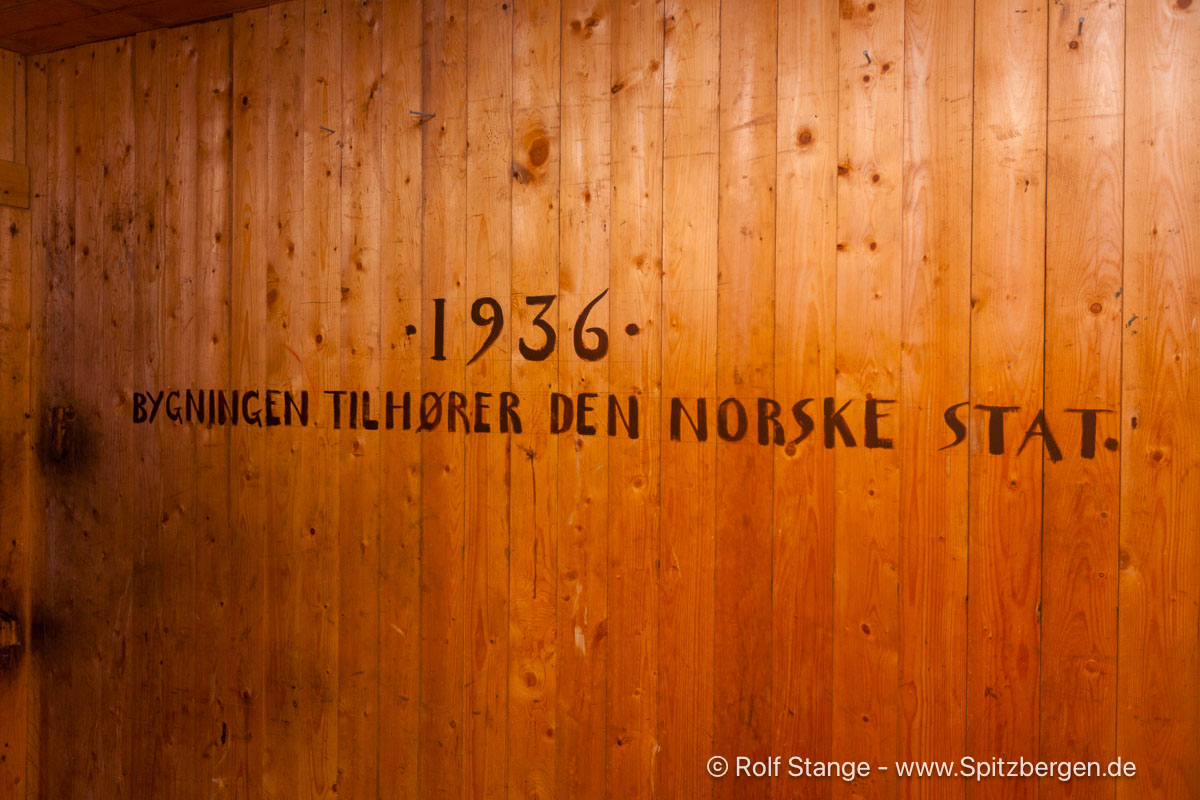 ·1936·
BYGNINGEN TILHØRER DEN NORSKE STAT.
© Rolf Stange - www.Spitzbergen.de